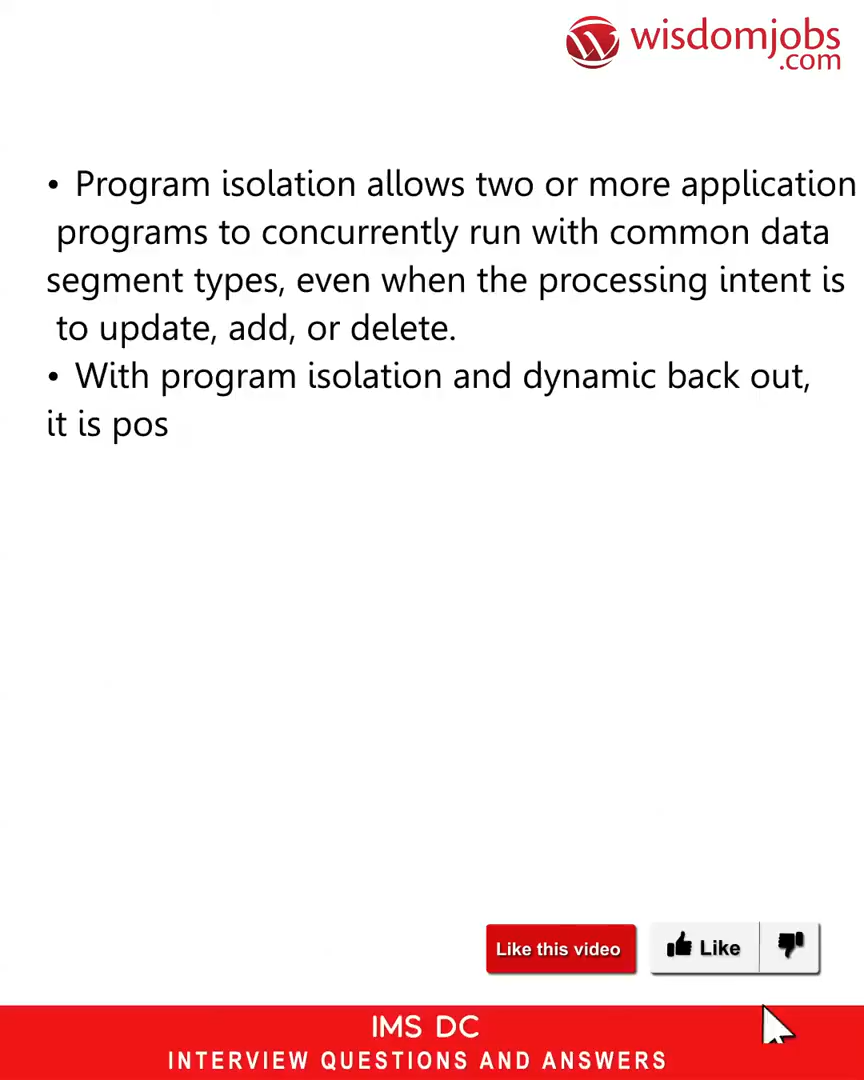 wisdomjobs
.com
• Program isolation allows two or more application
programs to concurrently run with common data
segment types, even when the processing intent is
to update, add, or delete.
• With program isolation and dynamic back out,
it is pos
Like this video
Like
IMS DC
INTERVIEW QUESTIONS AND ANSWERS